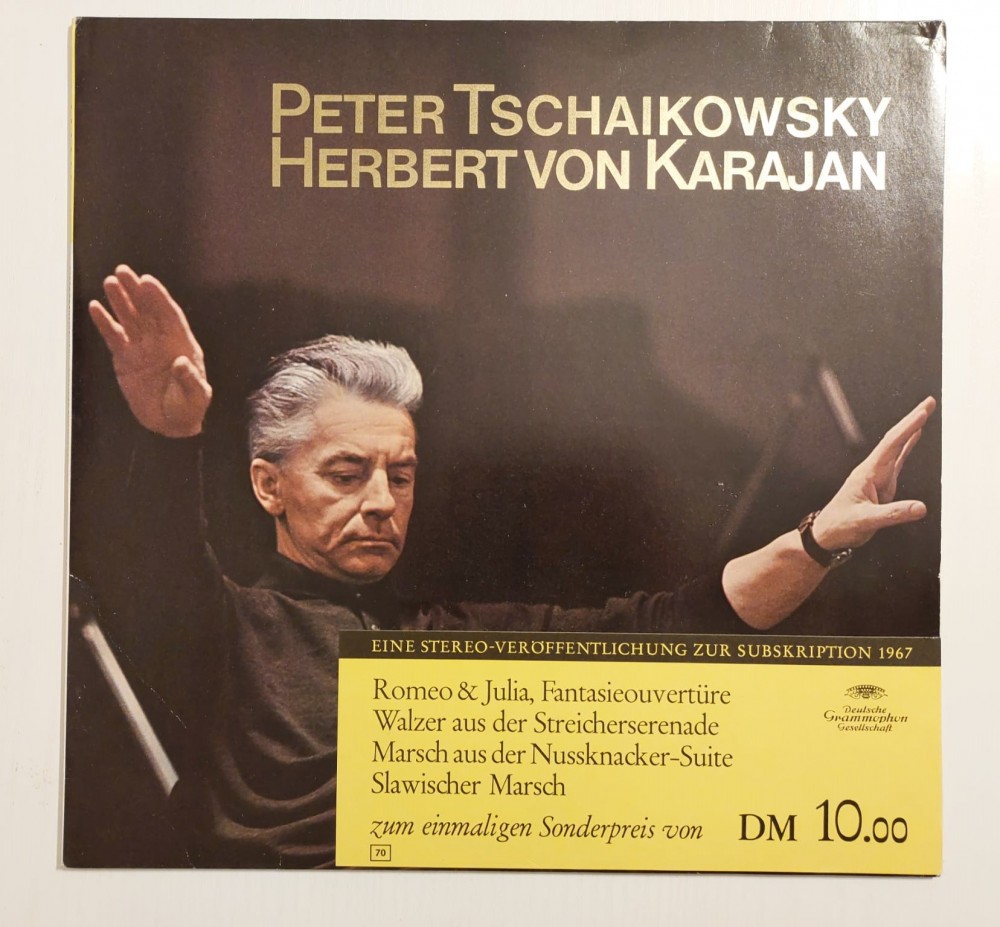 PETER TSCHAIKOWSKY
HERBERT VON KARAJAN
EINE STEREO-VERÖFFENTLICHUNG ZUR SUBSKRIPTION 1967
Romeo & Julia, Fantasieouvertüre
Walzer aus der Streicherserenade
Marsch aus der Nussknacker-Suite
Slawischer Marsch
Deutsche
Grammophon
Gesellschaft
zum einmaligen Sonderpreis von DM 10.00
70